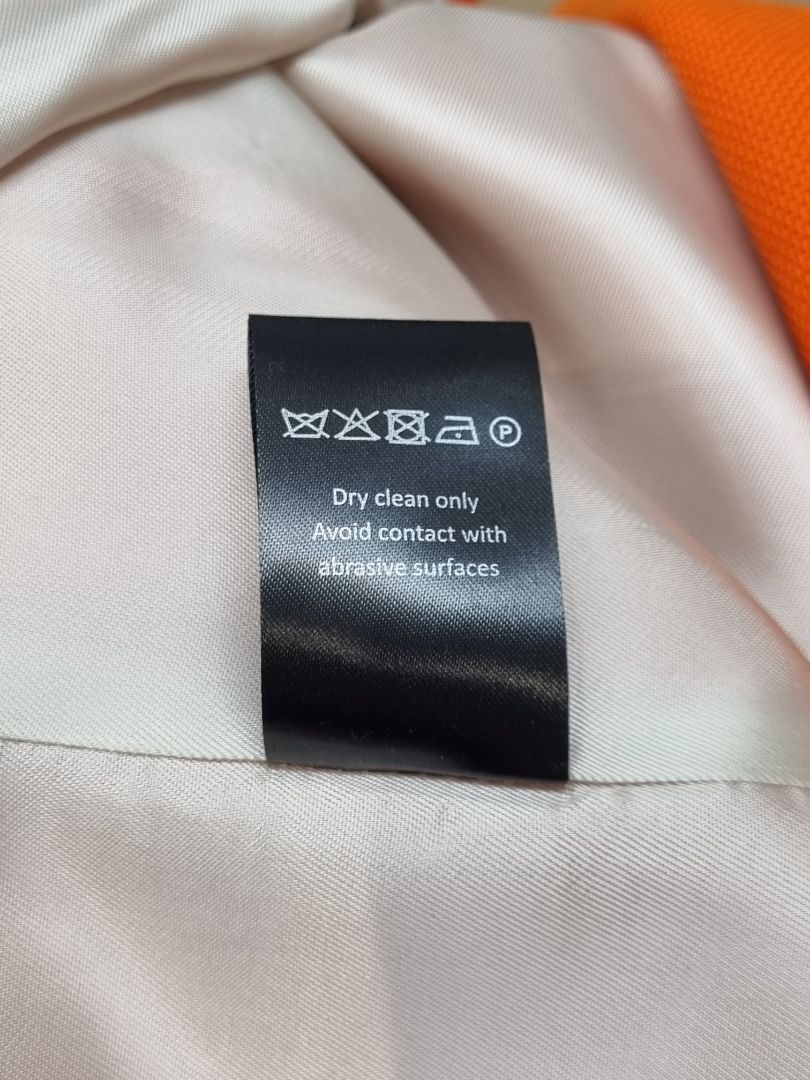 P
Dry clean only
Avoid contact with
abrasive surfaces